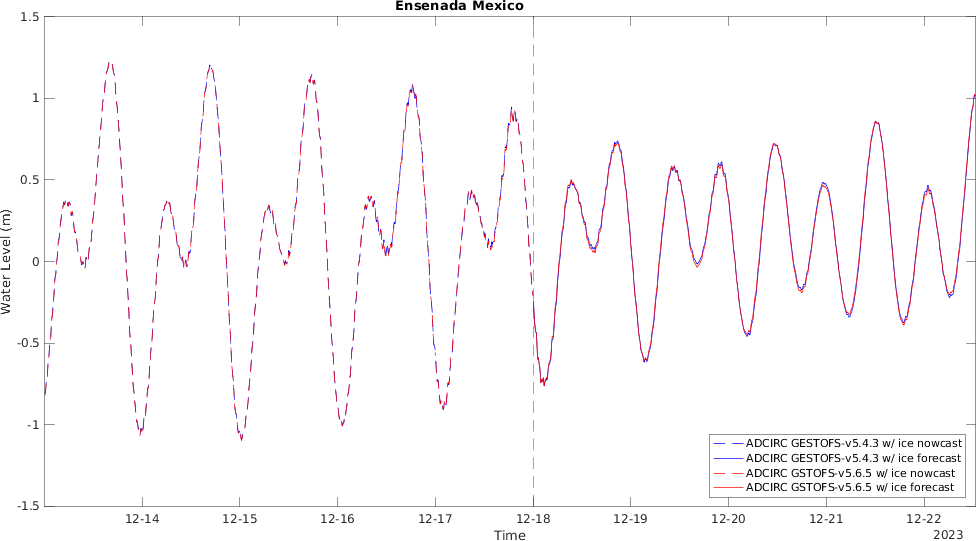 Ensenada Mexico
1.5
1
0.5
0
-0.5
-1
-1.5
Water Level (m)
12-14 12-15 12-16 12-17 12-18 12-19 12-20 12-21 12-22
Time
2023
ADCIRC GESTOFS-v5.4.3 w/ ice nowcast
ADCIRC GESTOFS-v5.4.3 w/ ice forecast
ADCIRC GSTOFS-v5.6.5 w/ ice nowcast
ADCIRC GSTOFS-v5.6.5 w/ ice forecast